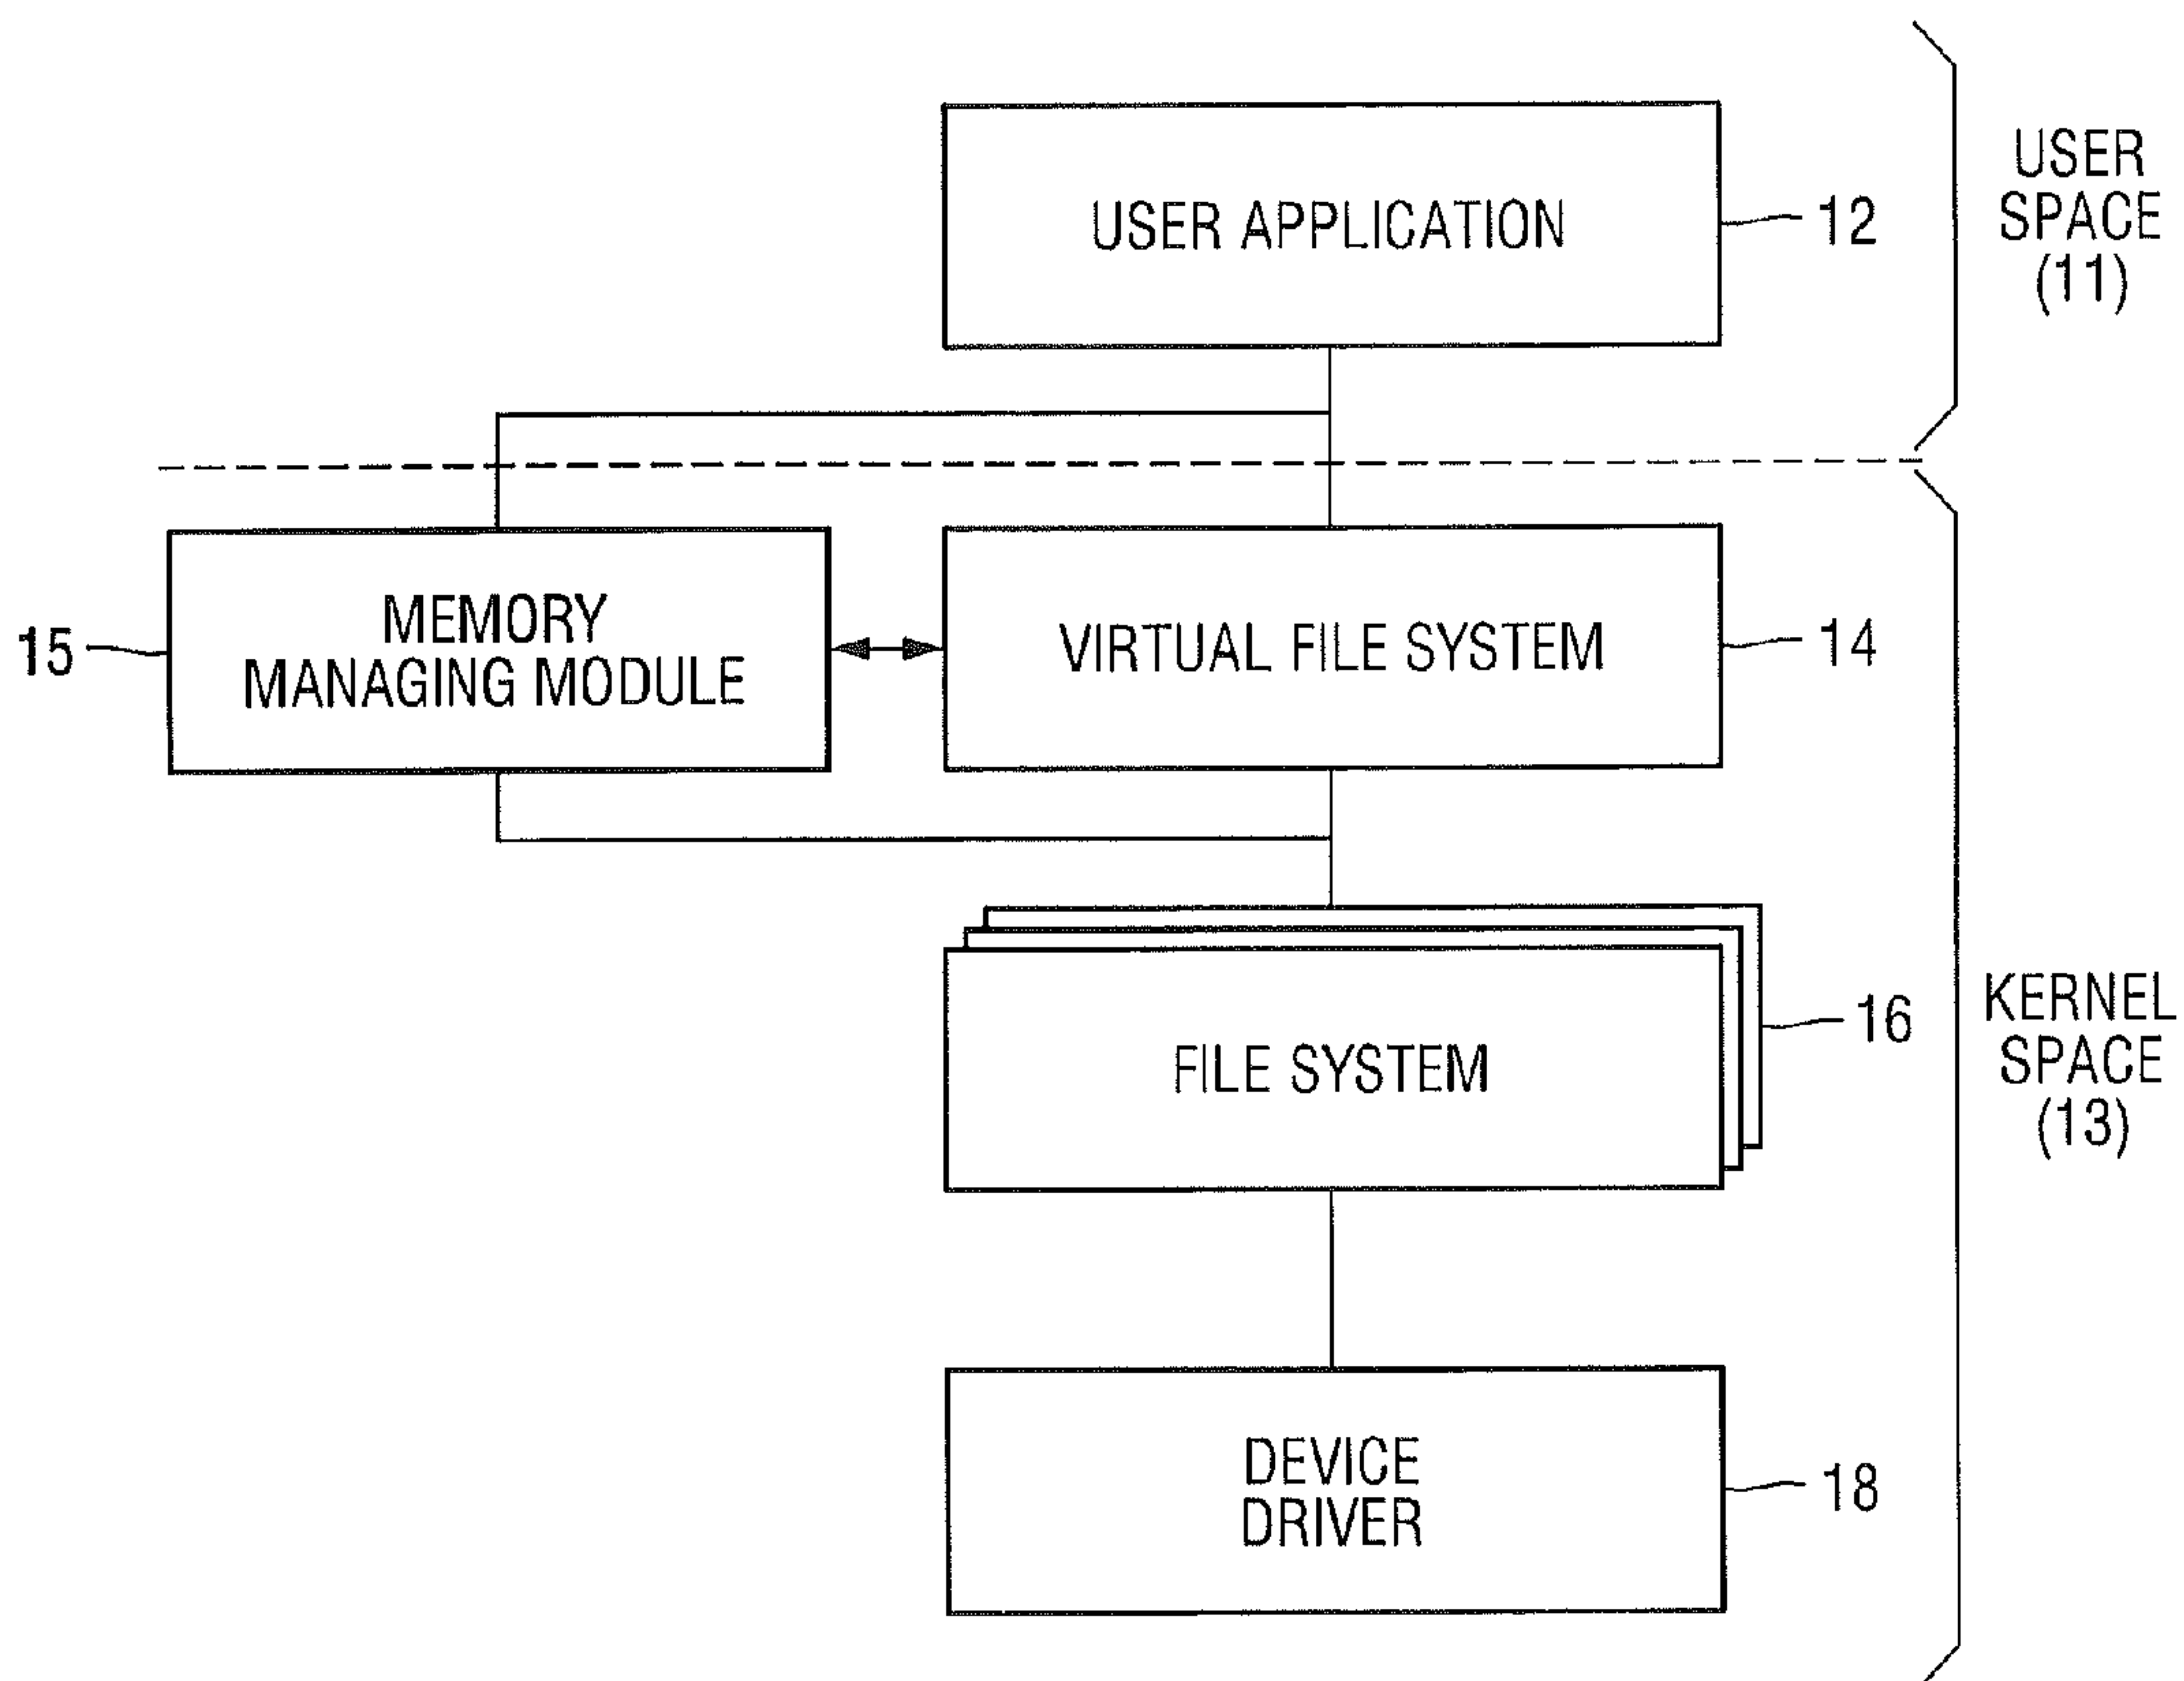 USER APPLICATION
12
USER
SPACE
(11)
MEMORY
MANAGING MODULE
15
VIRTUAL FILE SYSTEM
14
FILE SYSTEM
16
KERNEL
SPACE
(13)
DEVICE
DRIVER
18